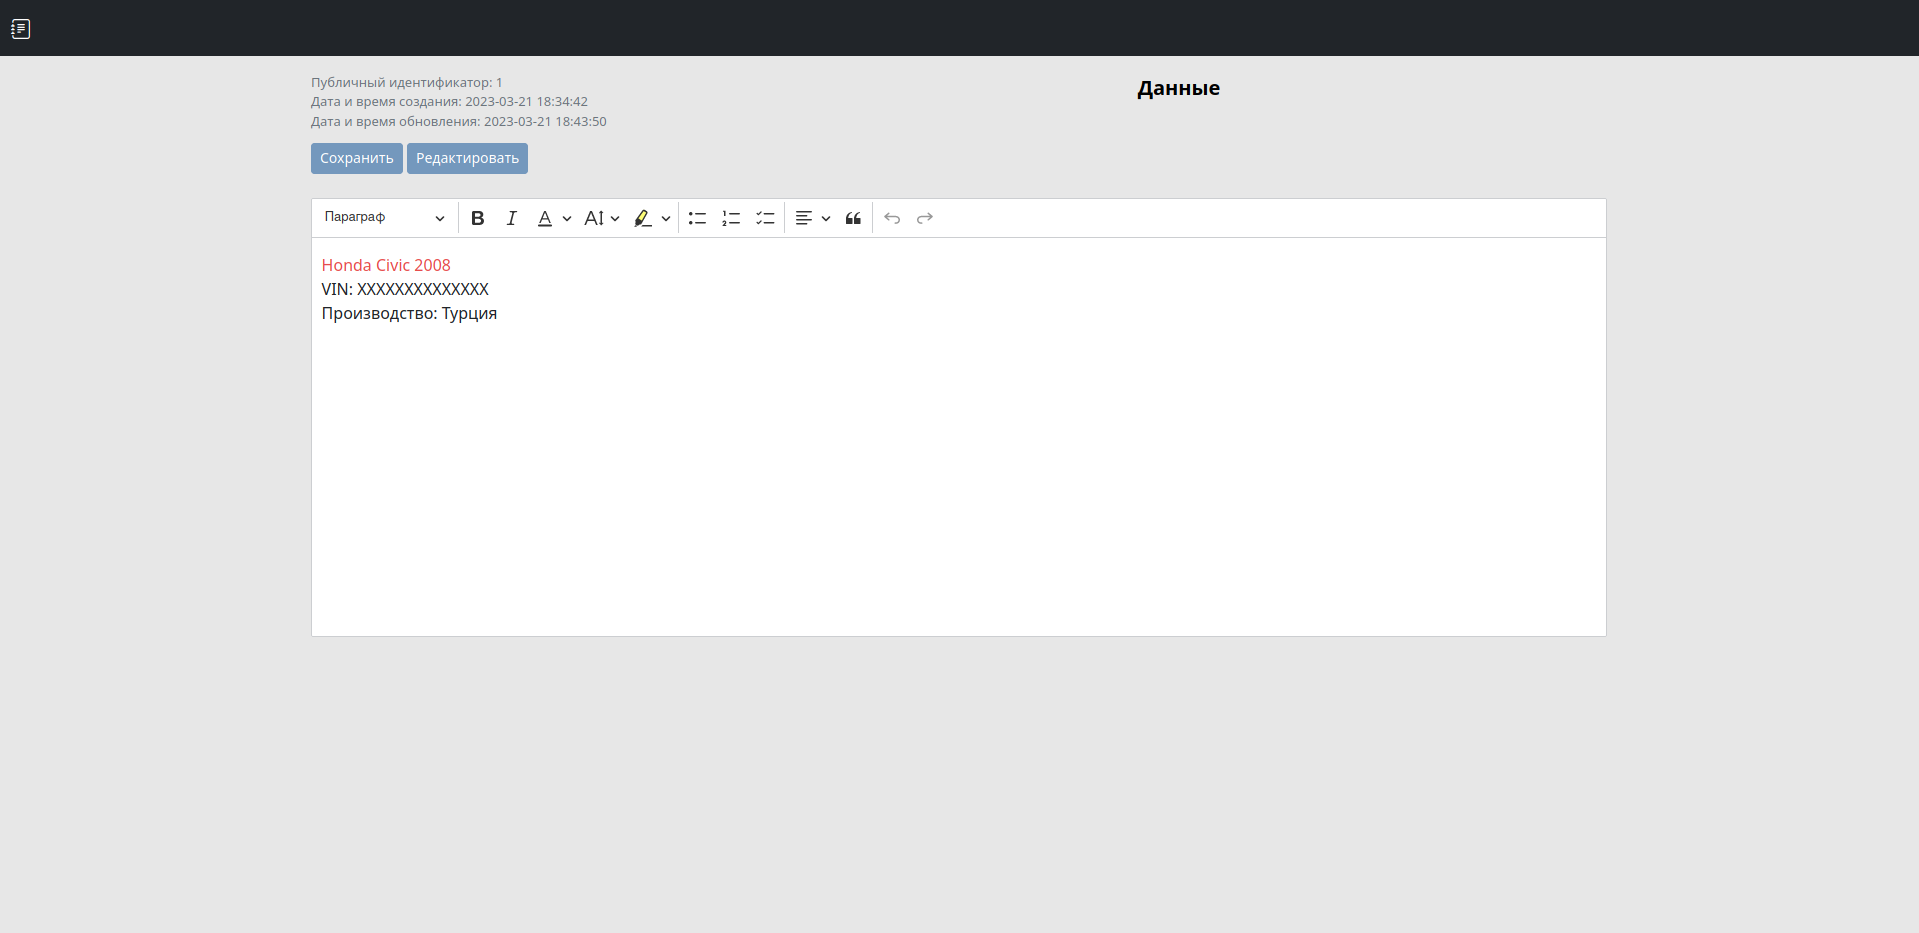 Публичный идентификатор: 1
Дата и время создания: 2023-03-21 18:34:42
Дата и время обновления: 2023-03-21 18:43:50
Данные
Сохранить Редактировать
Параграф
Honda Civic 2008
VIN: XXXXXXXXXXXXXX
Производство: Турция